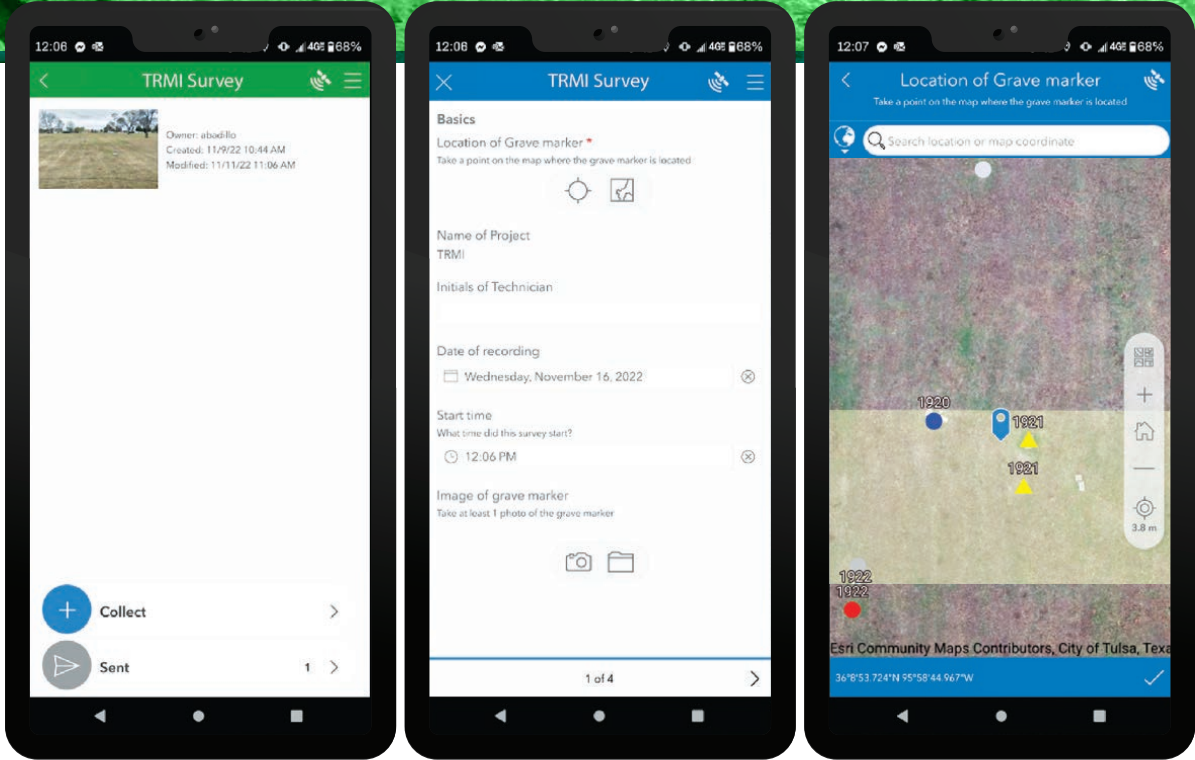 12:06
4GE 68%
TRMI Survey
Owner: abadillo
Created: 11/9/22 10:44 AM
Modified: 11/11/22 11:06 AM
Collect
Sent 1
12:06
4GE 68%
TRMI Survey
Basics
Location of Grave marker *
Take a point on the map where the grave marker is located
Name of Project
TRMI
Initials of Technician
Date of recording
Wednesday, November 16, 2022
Start time
What time did this survey start?
12:06 PM
Image of grave marker
Take at least 1 photo of the grave marker
1 of 4
12:07
4GE 68%
Location of Grave marker
Take a point on the map where the grave marker is located
Search location or map coordinate
1920
1921
1921
3.8 m
1922
1922
Esri Community Maps Contributors, City of Tulsa, Texa
36°8'53.724"N 95°58'44.967"W